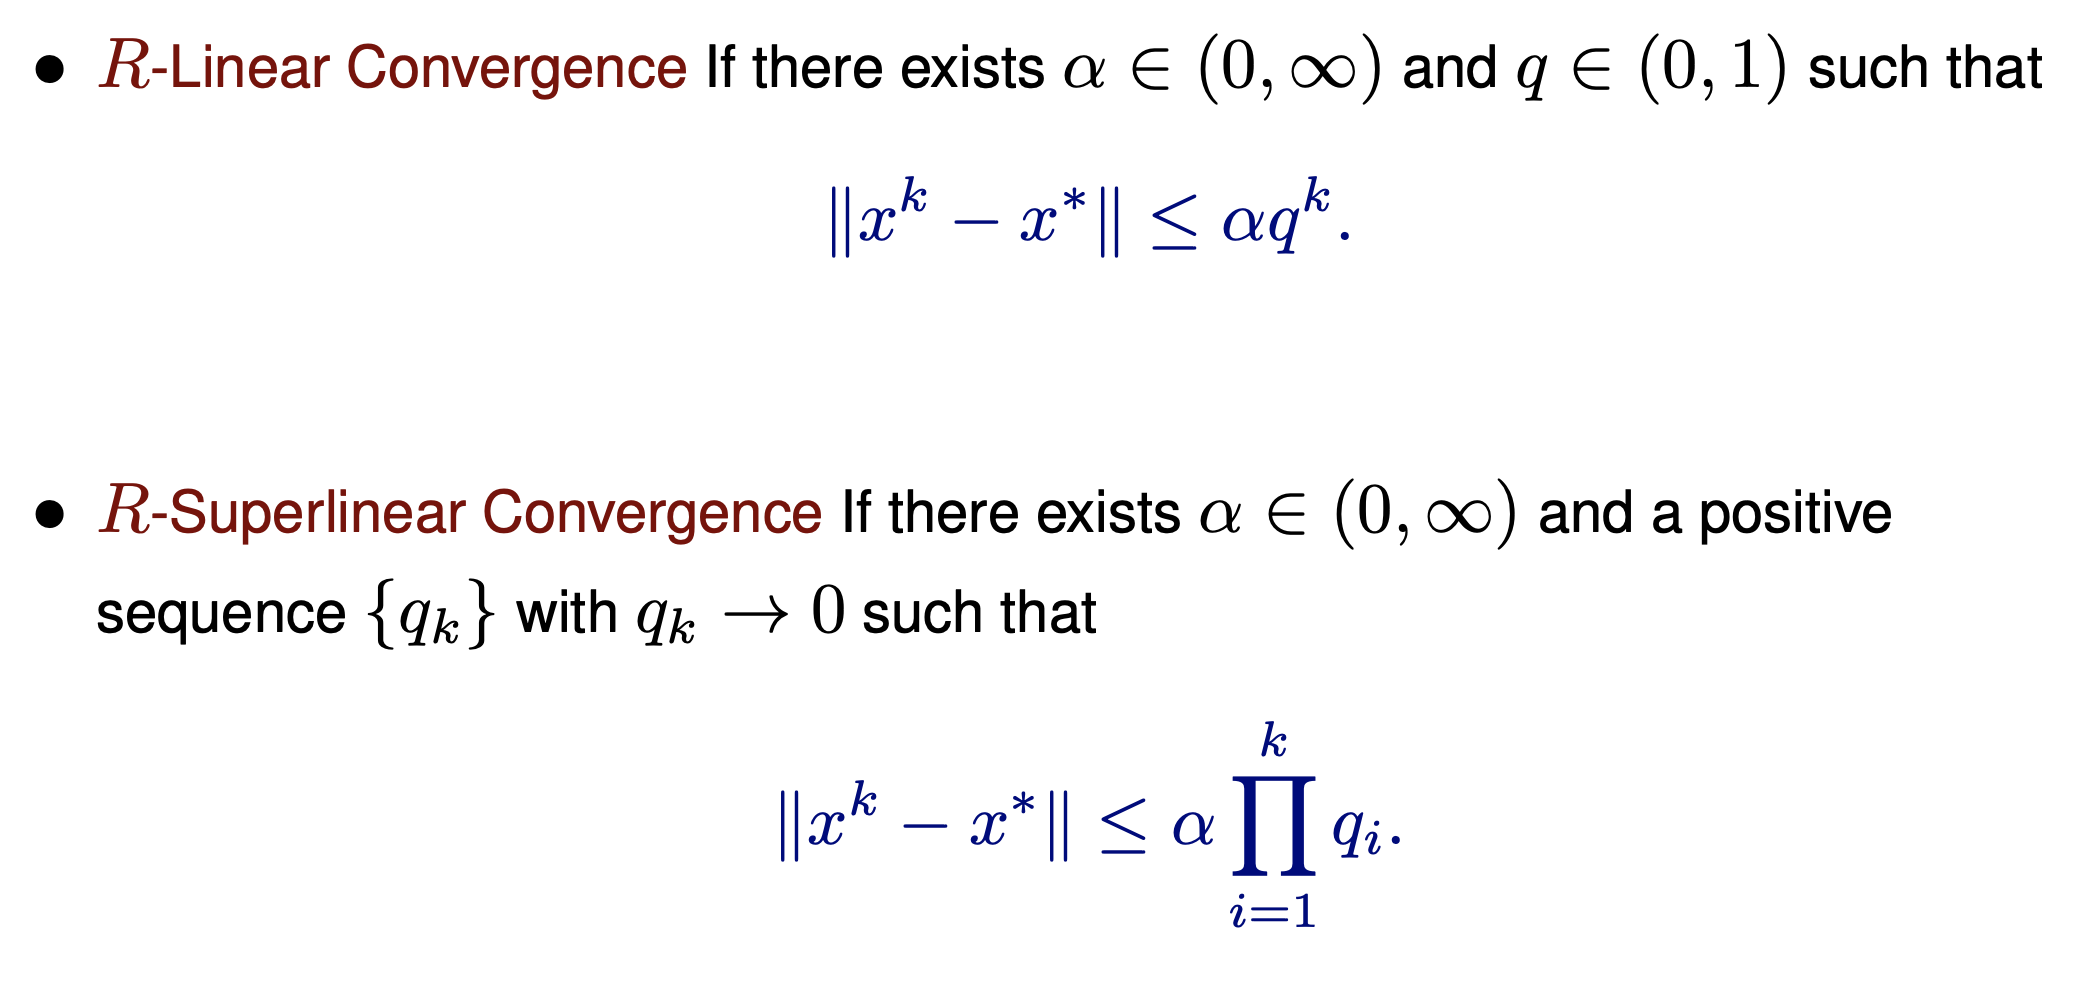 • R-Linear Convergence If there exists α ∈ (0, ∞) and q ∈ (0, 1) such that
‖x^k − x^*‖ ≤ αq^k.
• R-Superlinear Convergence If there exists α ∈ (0, ∞) and a positive
sequence {q_k} with q_k → 0 such that
‖x^k − x^*‖ ≤ α ∏_{i=1}^{k} q_i.